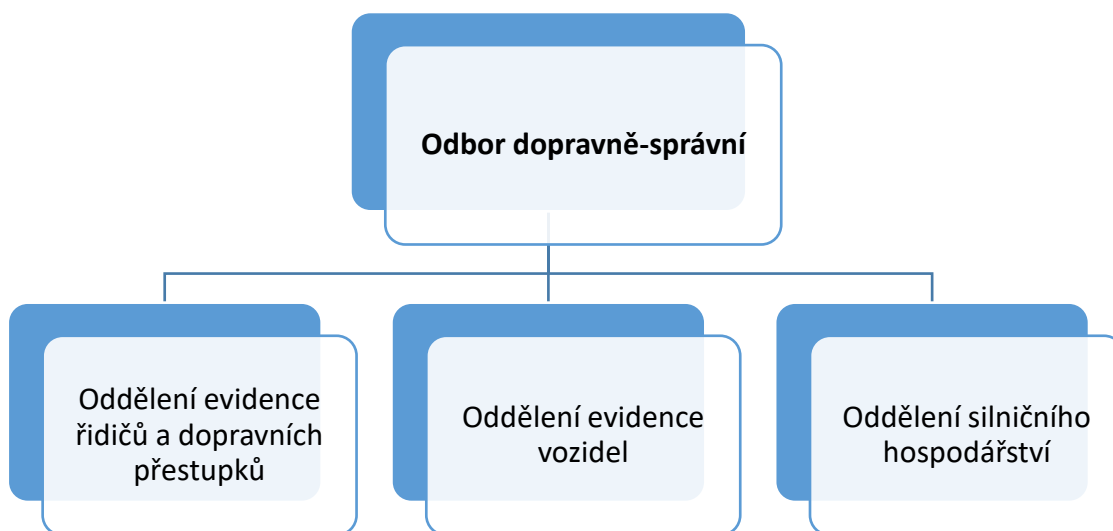 Odbor dopravně-správní
Oddělení evidence
řidičů a dopravních
přestupků
Oddělení evidence
vozidel
Oddělení silničního
hospodářství